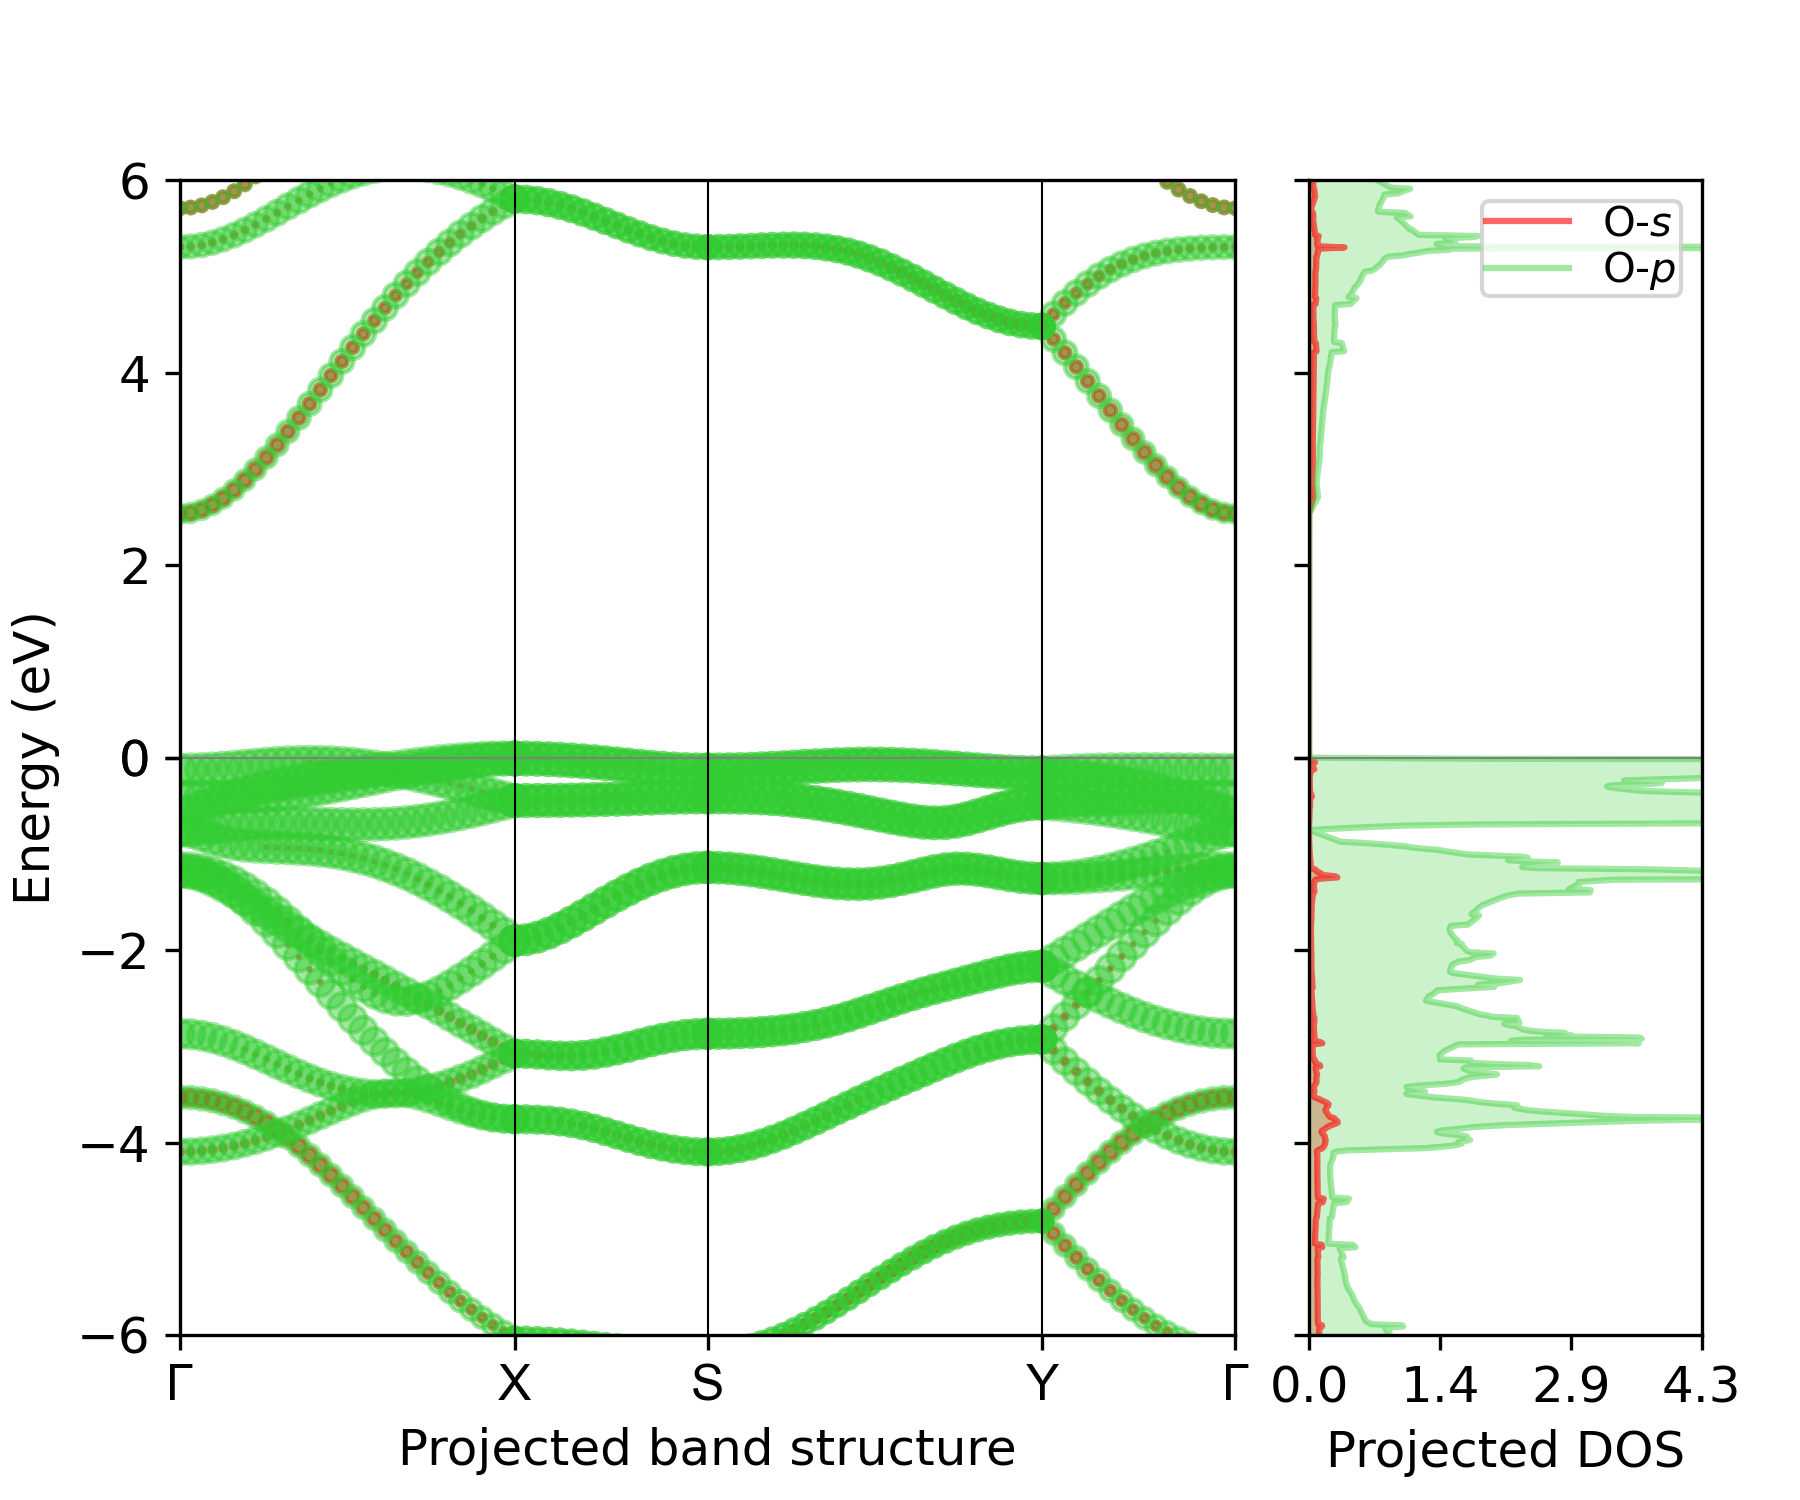 6
4
2
0
−2
−4
−6
Energy (eV)
Γ X S Y Γ
Projected band structure
O-s
O-p
0.0 1.4 2.9 4.3
Projected DOS